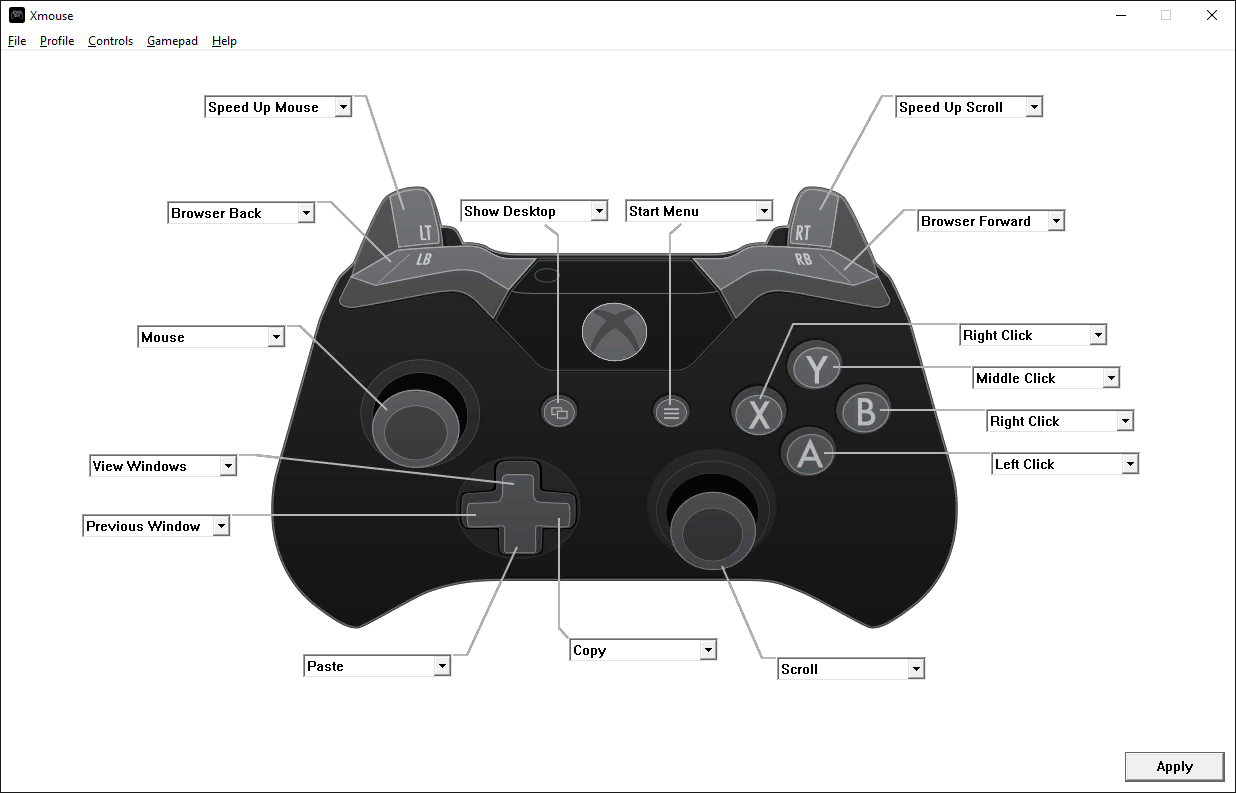 Xmouse
File Profile Controls Gamepad Help
Speed Up Mouse
Speed Up Scroll
Browser Back
Show Desktop
Start Menu
Browser Forward
LT
RT
LB
RB
Mouse
Right Click
Y
Middle Click
X
B
Right Click
A
Left Click
View Windows
Previous Window
Copy
Paste
Scroll
Apply